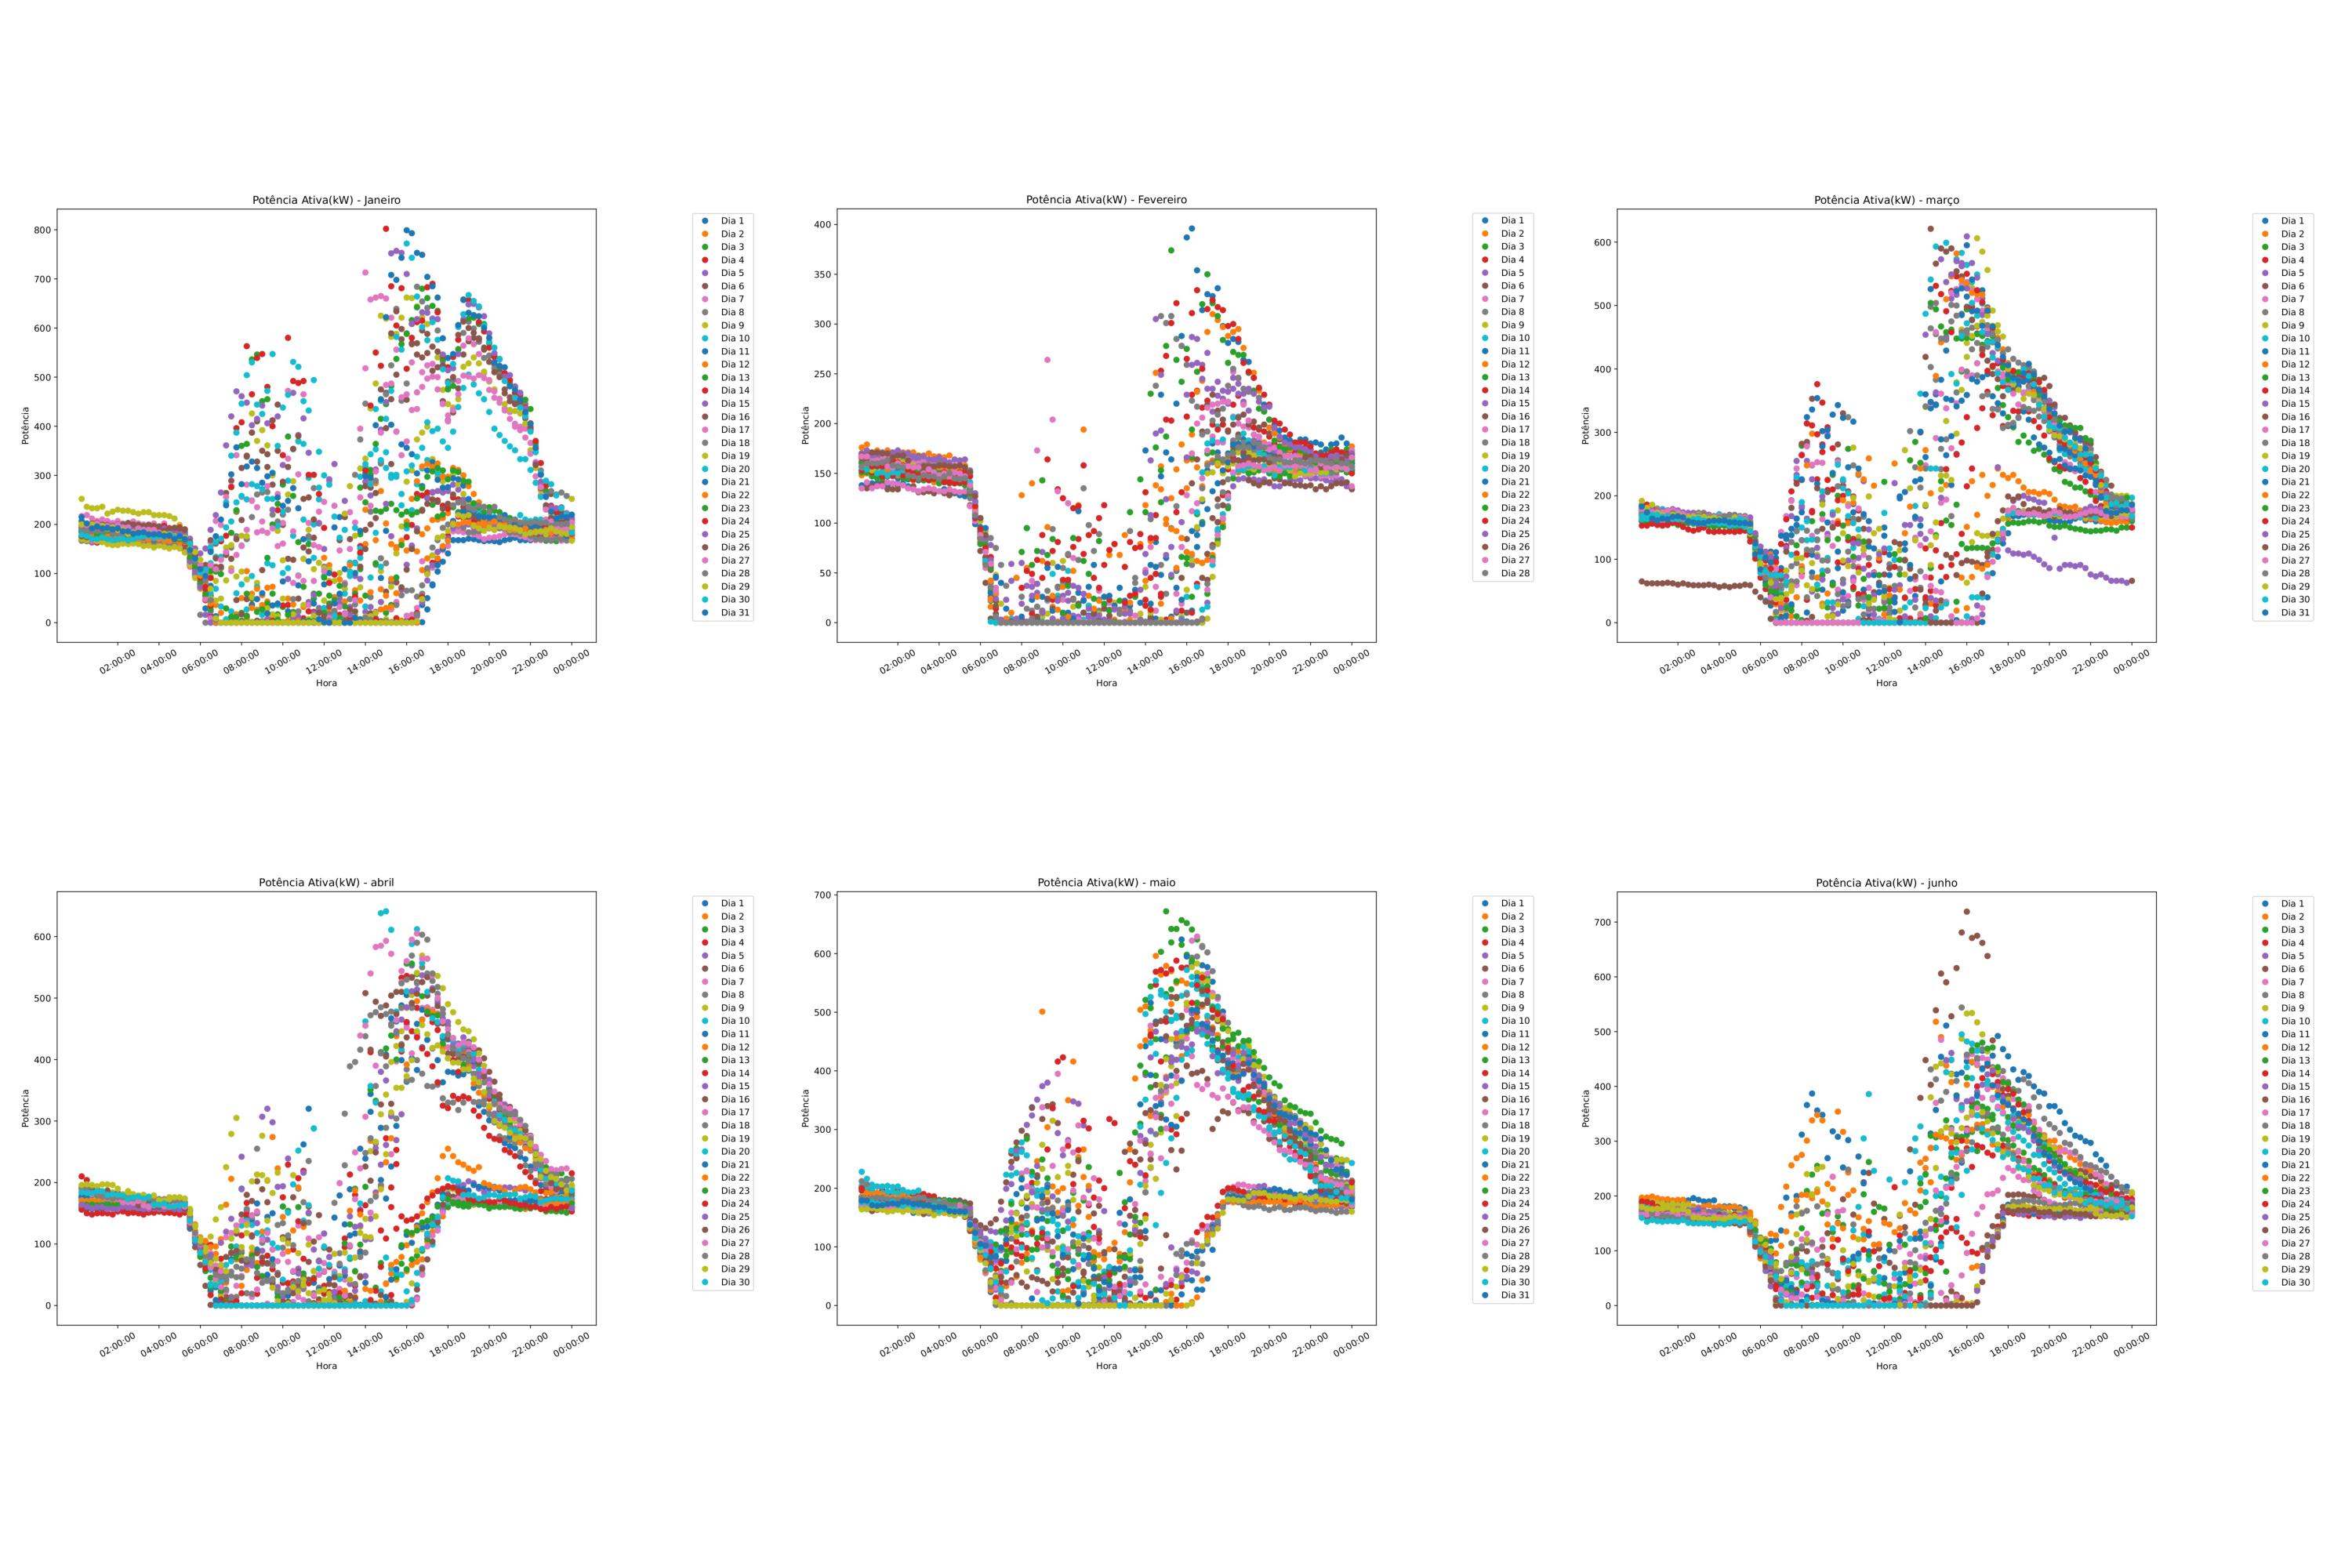 Potência Ativa(kW) - Janeiro
Potência
800
700
600
500
400
300
200
100
0
02:00:00 04:00:00 06:00:00 08:00:00 10:00:00 12:00:00 14:00:00 16:00:00 18:00:00 20:00:00 22:00:00 00:00:00
Hora
Dia 1
Dia 2
Dia 3
Dia 4
Dia 5
Dia 6
Dia 7
Dia 8
Dia 9
Dia 10
Dia 11
Dia 12
Dia 13
Dia 14
Dia 15
Dia 16
Dia 17
Dia 18
Dia 19
Dia 20
Dia 21
Dia 22
Dia 23
Dia 24
Dia 25
Dia 26
Dia 27
Dia 28
Dia 29
Dia 30
Dia 31
Potência Ativa(kW) - Fevereiro
Potência
400
350
300
250
200
150
100
50
0
02:00:00 04:00:00 06:00:00 08:00:00 10:00:00 12:00:00 14:00:00 16:00:00 18:00:00 20:00:00 22:00:00 00:00:00
Hora
Dia 1
Dia 2
Dia 3
Dia 4
Dia 5
Dia 6
Dia 7
Dia 8
Dia 9
Dia 10
Dia 11
Dia 12
Dia 13
Dia 14
Dia 15
Dia 16
Dia 17
Dia 18
Dia 19
Dia 20
Dia 21
Dia 22
Dia 23
Dia 24
Dia 25
Dia 26
Dia 27
Dia 28
Potência Ativa(kW) - março
Potência
600
500
400
300
200
100
0
02:00:00 04:00:00 06:00:00 08:00:00 10:00:00 12:00:00 14:00:00 16:00:00 18:00:00 20:00:00 22:00:00 00:00:00
Hora
Dia 1
Dia 2
Dia 3
Dia 4
Dia 5
Dia 6
Dia 7
Dia 8
Dia 9
Dia 10
Dia 11
Dia 12
Dia 13
Dia 14
Dia 15
Dia 16
Dia 17
Dia 18
Dia 19
Dia 20
Dia 21
Dia 22
Dia 23
Dia 24
Dia 25
Dia 26
Dia 27
Dia 28
Dia 29
Dia 30
Dia 31
Potência Ativa(kW) - abril
Potência
600
500
400
300
200
100
0
02:00:00 04:00:00 06:00:00 08:00:00 10:00:00 12:00:00 14:00:00 16:00:00 18:00:00 20:00:00 22:00:00 00:00:00
Hora
Dia 1
Dia 2
Dia 3
Dia 4
Dia 5
Dia 6
Dia 7
Dia 8
Dia 9
Dia 10
Dia 11
Dia 12
Dia 13
Dia 14
Dia 15
Dia 16
Dia 17
Dia 18
Dia 19
Dia 20
Dia 21
Dia 22
Dia 23
Dia 24
Dia 25
Dia 26
Dia 27
Dia 28
Dia 29
Dia 30
Potência Ativa(kW) - maio
Potência
700
600
500
400
300
200
100
0
02:00:00 04:00:00 06:00:00 08:00:00 10:00:00 12:00:00 14:00:00 16:00:00 18:00:00 20:00:00 22:00:00 00:00:00
Hora
Dia 1
Dia 2
Dia 3
Dia 4
Dia 5
Dia 6
Dia 7
Dia 8
Dia 9
Dia 10
Dia 11
Dia 12
Dia 13
Dia 14
Dia 15
Dia 16
Dia 17
Dia 18
Dia 19
Dia 20
Dia 21
Dia 22
Dia 23
Dia 24
Dia 25
Dia 26
Dia 27
Dia 28
Dia 29
Dia 30
Dia 31
Potência Ativa(kW) - junho
Potência
700
600
500
400
300
200
100
0
02:00:00 04:00:00 06:00:00 08:00:00 10:00:00 12:00:00 14:00:00 16:00:00 18:00:00 20:00:00 22:00:00 00:00:00
Hora
Dia 1
Dia 2
Dia 3
Dia 4
Dia 5
Dia 6
Dia 7
Dia 8
Dia 9
Dia 10
Dia 11
Dia 12
Dia 13
Dia 14
Dia 15
Dia 16
Dia 17
Dia 18
Dia 19
Dia 20
Dia 21
Dia 22
Dia 23
Dia 24
Dia 25
Dia 26
Dia 27
Dia 28
Dia 29
Dia 30